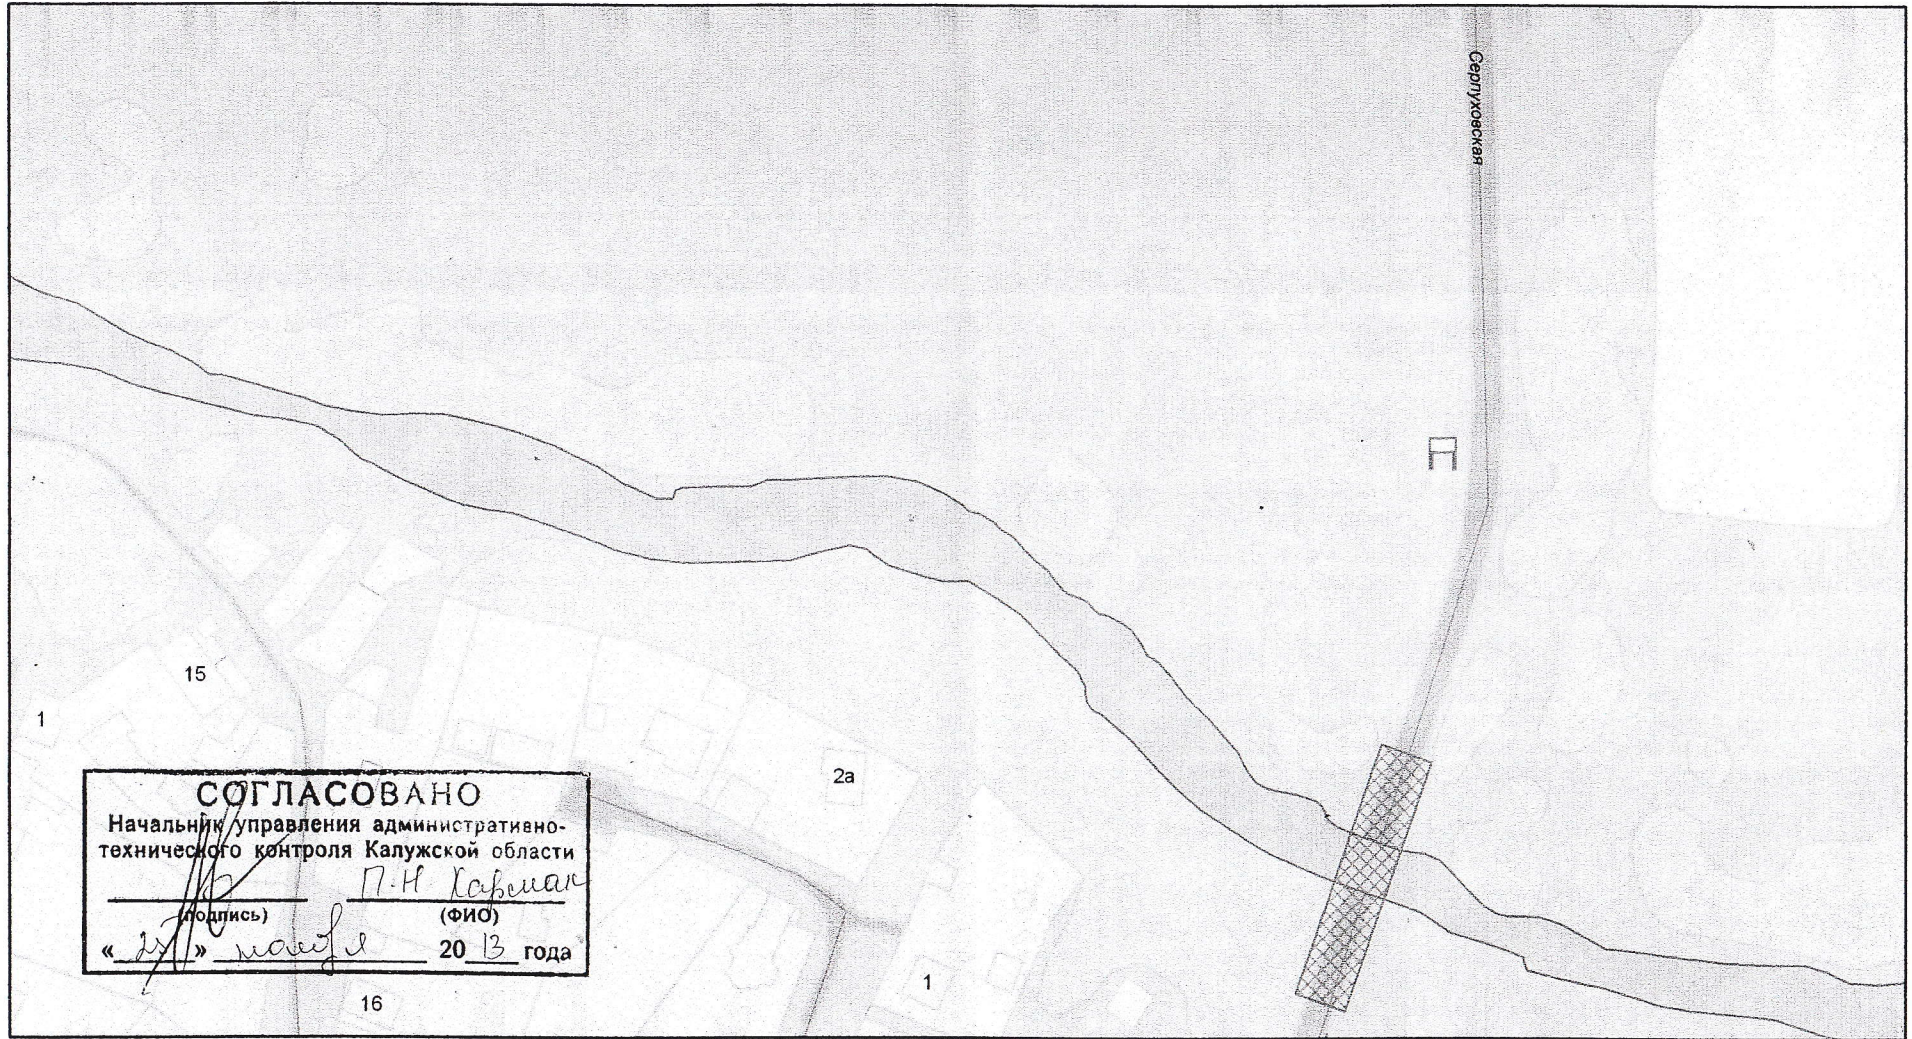 Серпуховская
15
1
2а
СОГЛАСОВАНО
Начальник управления административно-
технического контроля Калужской области
П.Н.
(подпись) (ФИО)
« » ноября 20 13 года
1
16